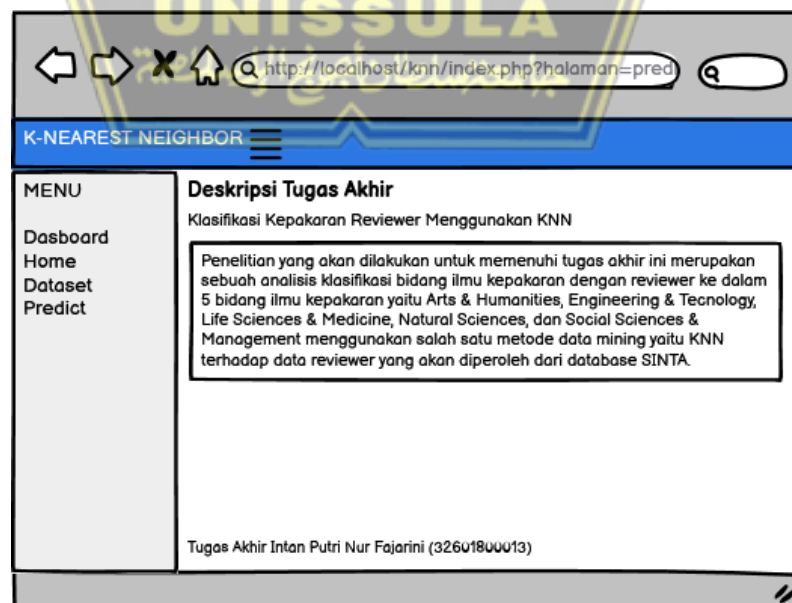 UNISSULA
http://localhost/knn/index.php?halaman=predi
K-NEAREST NEIGHBOR
MENU
Dasboard
Home
Dataset
Predict
Deskripsi Tugas Akhir
Klasifikasi Kepakaran Reviewer Menggunakan KNN
Penelitian yang akan dilakukan untuk memenuhi tugas akhir ini merupakan
sebuah analisis klasifikasi bidang ilmu kepakaran dengan reviewer ke dalam
5 bidang ilmu kepakaran yaitu Arts & Humanities, Engineering & Tecnology,
Life Sciences & Medicine, Natural Sciences, dan Social Sciences &
Management menggunakan salah satu metode data mining yaitu KNN
terhadap data reviewer yang akan diperoleh dari database SINTA.
Tugas Akhir Intan Putri Nur Fajarini (32601800013)